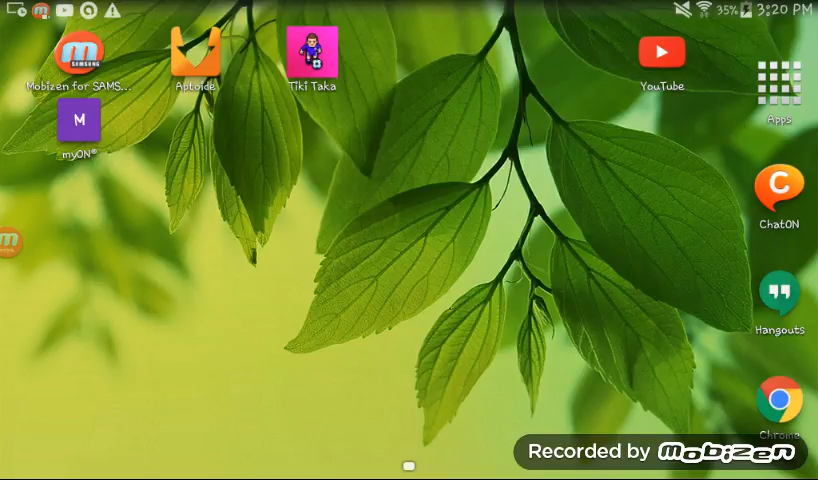 35% 3:20 PM
Mobizen for SAMS...
Aptoide
Tiki Taka
YouTube
Apps
M
myON®
ChatON
Hangouts
Chrome
Recorded by Mobizen